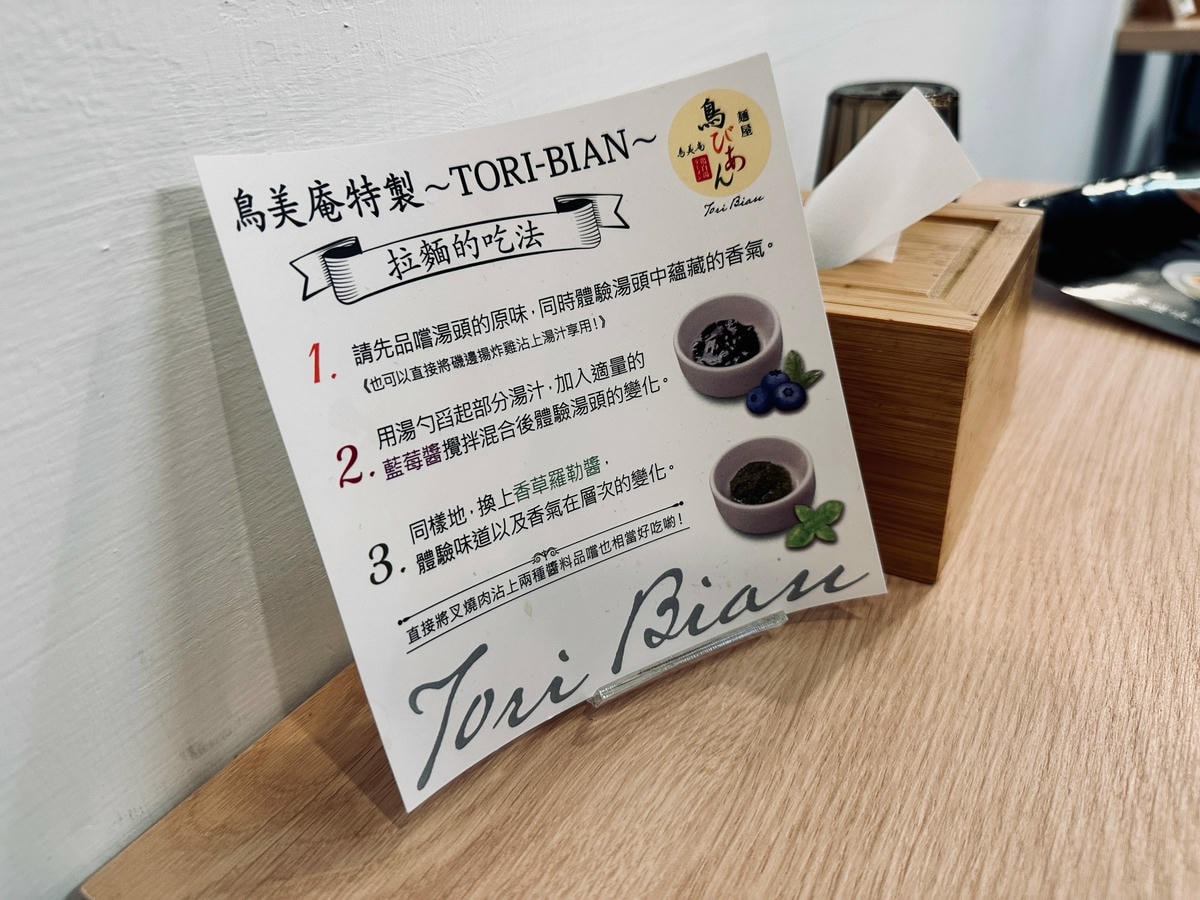 鳥美庵特製~TORI-BIAN~
麺屋
鳥びあん
鳥美庵
Tori Bian
拉麵的吃法
1. 請先品嚐湯頭的原味，同時體驗湯頭中蘊藏的香氣。
《也可以直接將磯邊揚炸雞沾上湯汁享用!》
2. 用湯勺舀起部分湯汁，加入適量的
藍莓醬攪拌混合後體驗湯頭的變化。
3. 同樣地，換上香草羅勒醬，
體驗味道以及香氣在層次的變化。
直接將叉燒肉沾上兩種醬料品嚐也相當好吃喲!
Tori Bian